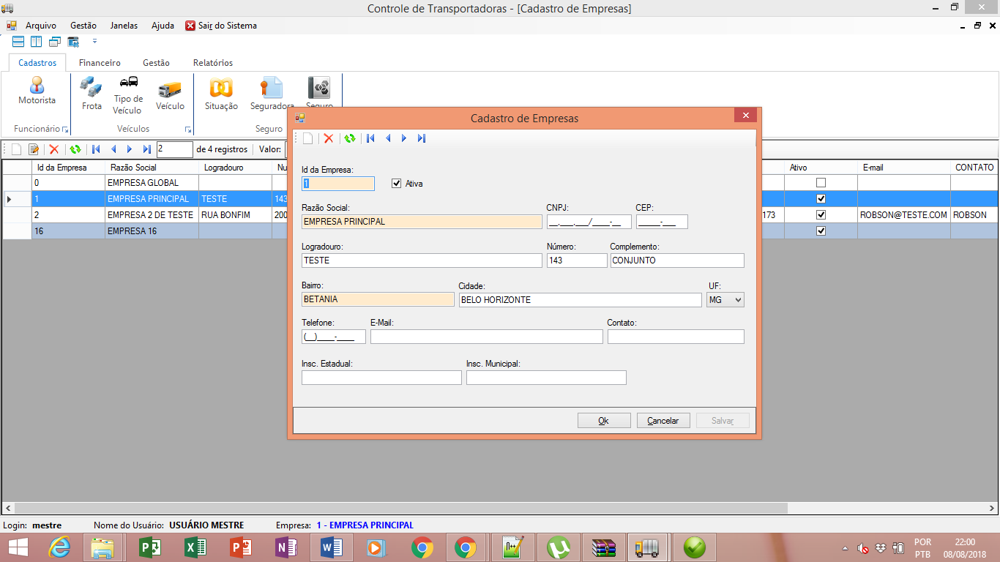 Controle de Transportadoras - [Cadastro de Empresas]
Arquivo Gestão Janelas Ajuda Sair do Sistema
Cadastros Financeiro Gestão Relatórios
Motorista Frota Tipo de Veículo Veículo Situação Seguradora Seguro
Funcionário Veículos Seguro
2 de 4 registros Valor:
Id da Empresa Razão Social Logradouro Nu Ativo E-mail CONTATO
0 EMPRESA GLOBAL
1 EMPRESA PRINCIPAL TESTE 143
2 EMPRESA 2 DE TESTE RUA BONFIM 200 173 ROBSON@TESTE.COM ROBSON
16 EMPRESA 16
Cadastro de Empresas
Id da Empresa:
1 Ativa
Razão Social: CNPJ: CEP:
EMPRESA PRINCIPAL __.___.___/____-__ _____-___
Logradouro: Número: Complemento:
TESTE 143 CONJUNTO
Bairro: Cidade: UF:
BETANIA BELO HORIZONTE MG
Telefone: E-Mail: Contato:
(__)____-____
Insc. Estadual: Insc. Municipal:
Ok Cancelar Salvar
Login: mestre Nome do Usuário: USUÁRIO MESTRE Empresa: 1 - EMPRESA PRINCIPAL
POR 22:00
PTB 08/08/2018